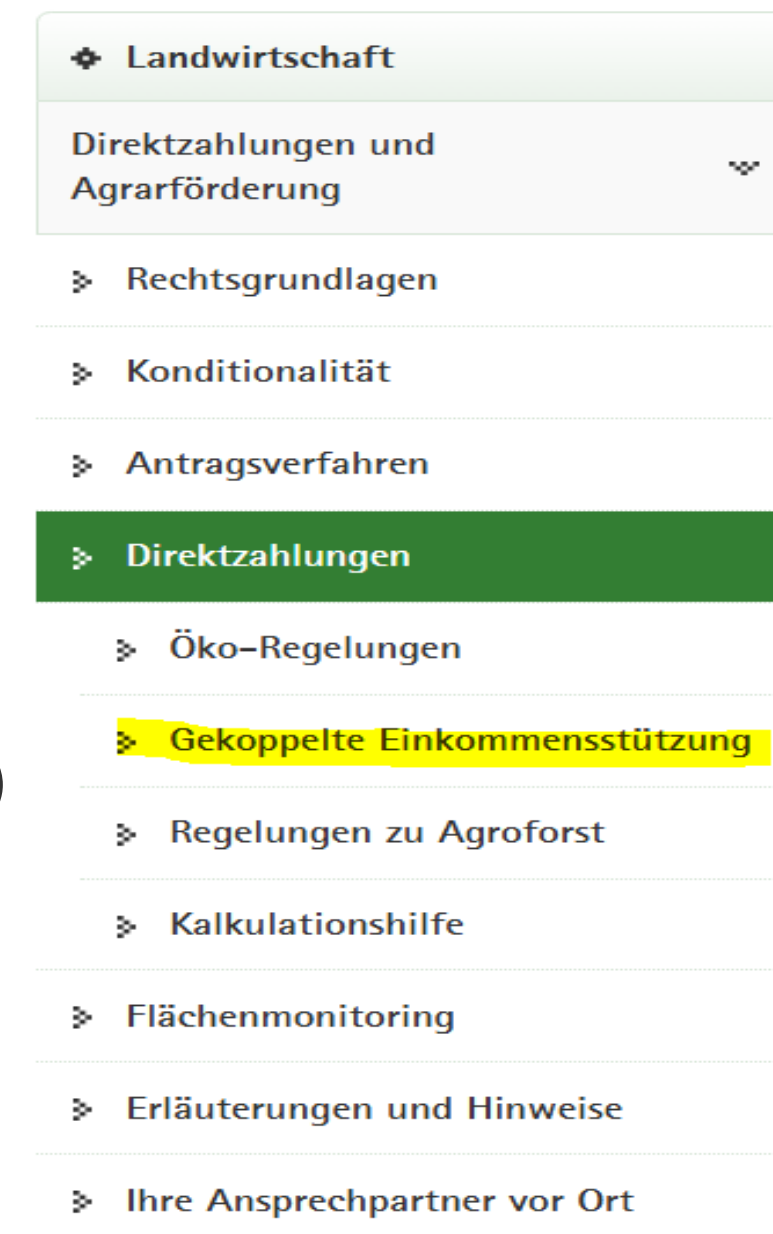 Landwirtschaft
Direktzahlungen und
Agrarförderung
Rechtsgrundlagen
Konditionalität
Antragsverfahren
Direktzahlungen
Öko-Regelungen
Gekoppelte Einkommensstützung
)
Regelungen zu Agroforst
Kalkulationshilfe
Flächenmonitoring
Erläuterungen und Hinweise
Ihre Ansprechpartner vor Ort